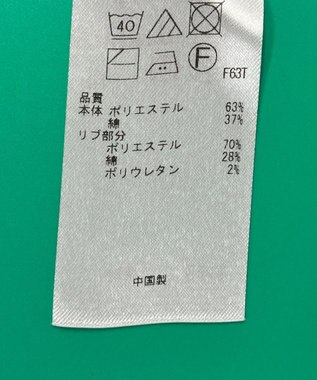 40
F
F63T
品質
本体 ポリエステル 63%
綿 37%
リブ部分
ポリエステル 70%
綿 28%
ポリウレタン 2%
中国製